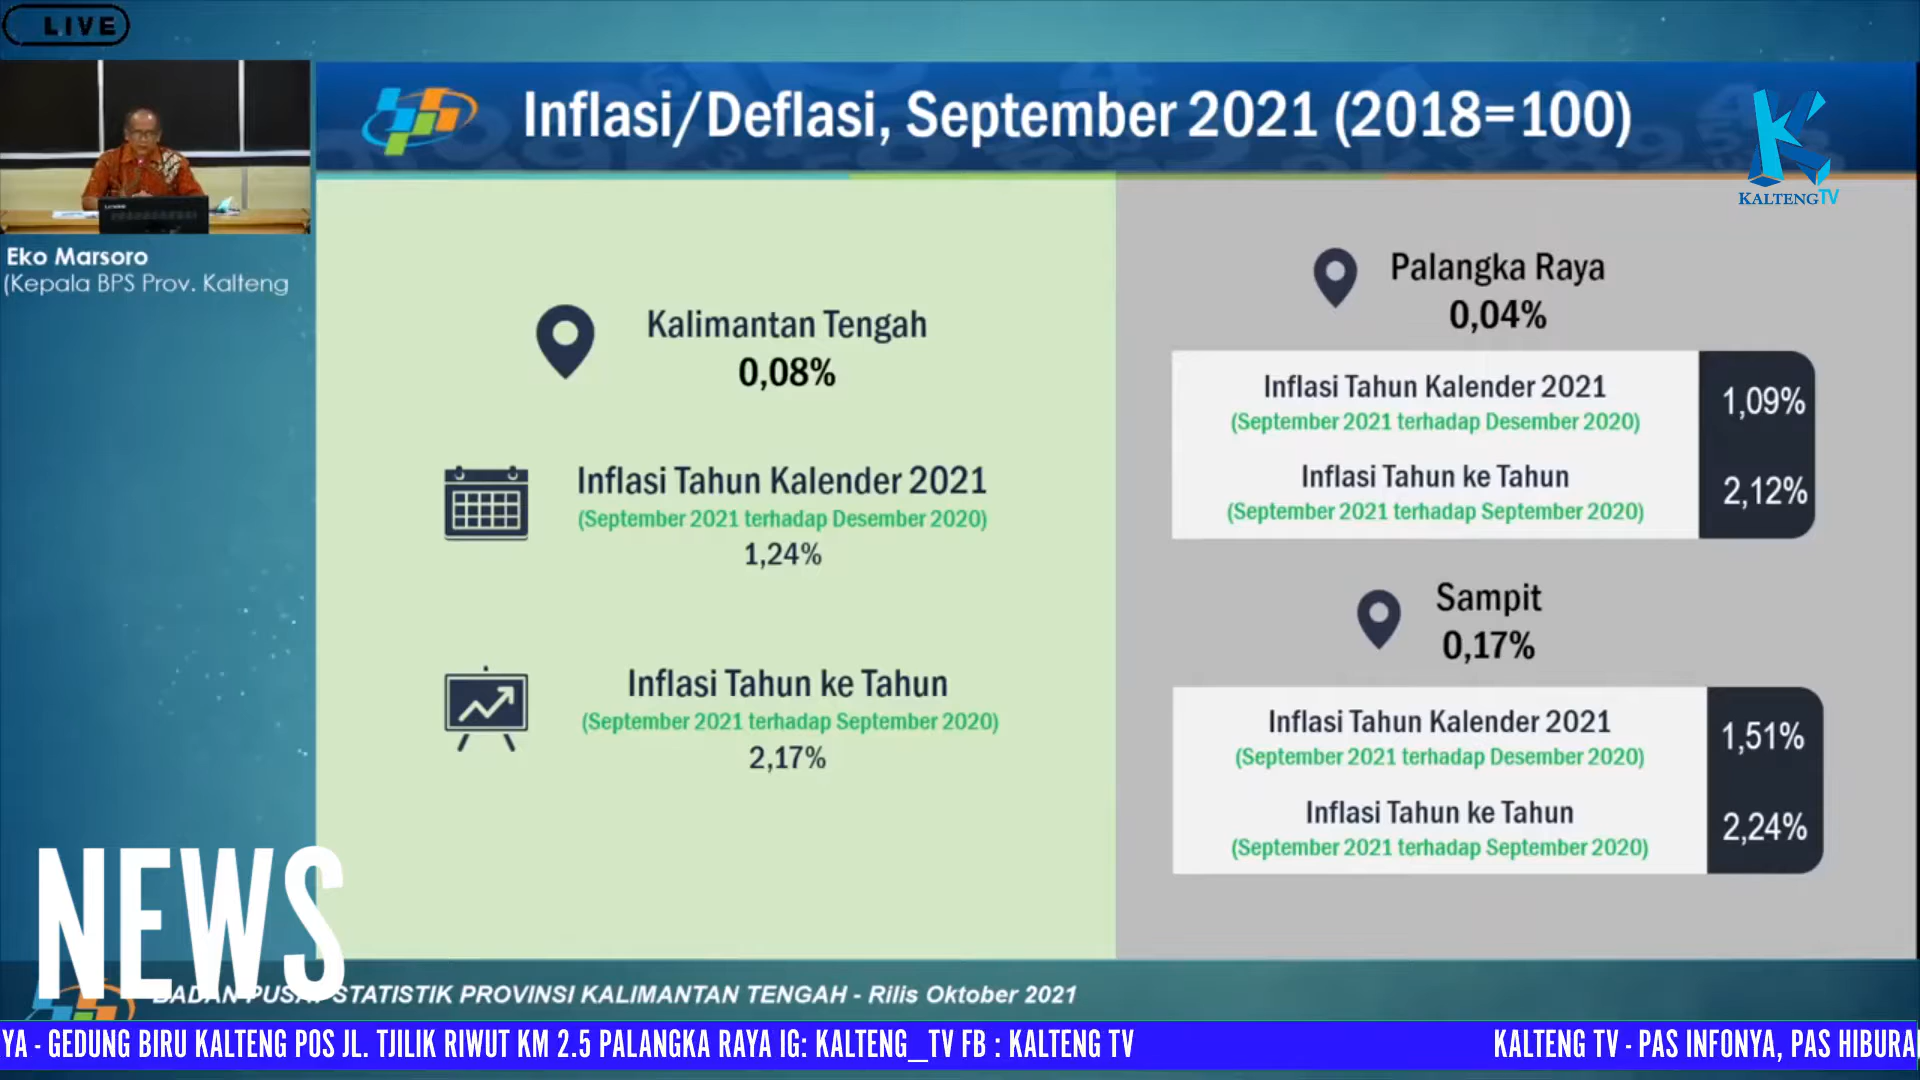 LIVE
Inflasi/Deflasi, September 2021 (2018=100)
KALTENGTV
Eko Marsoro
(Kepala BPS Prov. Kalteng
Kalimantan Tengah
0,08%
Inflasi Tahun Kalender 2021
(September 2021 terhadap Desember 2020)
1,24%
Inflasi Tahun ke Tahun
(September 2021 terhadap September 2020)
2,17%
Palangka Raya
0,04%
Inflasi Tahun Kalender 2021
(September 2021 terhadap Desember 2020)
1,09%
Inflasi Tahun ke Tahun
(September 2021 terhadap September 2020)
2,12%
Sampit
0,17%
Inflasi Tahun Kalender 2021
(September 2021 terhadap Desember 2020)
1,51%
Inflasi Tahun ke Tahun
(September 2021 terhadap September 2020)
2,24%
NEWS
BADAN PUSAT STATISTIK PROVINSI KALIMANTAN TENGAH - Rilis Oktober 2021
YA - GEDUNG BIRU KALTENG POS JL. TJILIK RIWUT KM 2.5 PALANGKA RAYA IG: KALTENG_TV FB : KALTENG TV
KALTENG TV - PAS INFONYA, PAS HIBURA